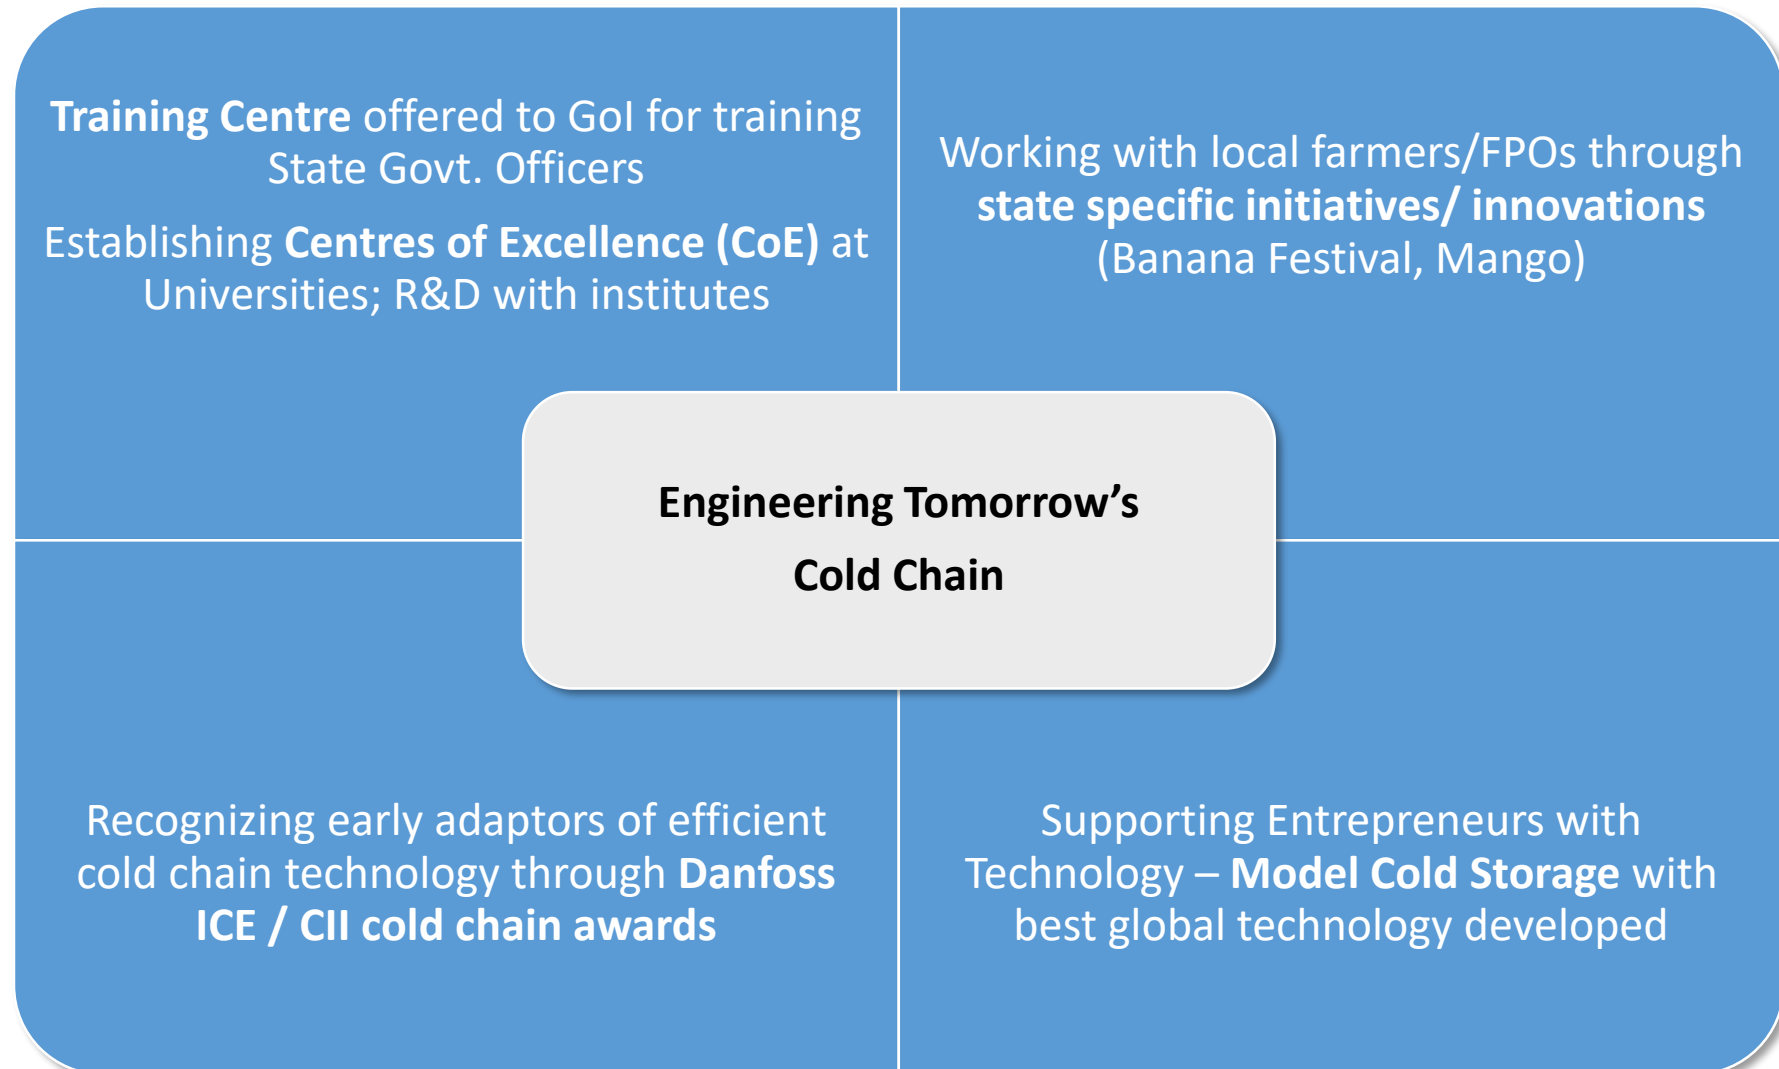 Training Centre offered to GoI for training
State Govt. Officers
Establishing Centres of Excellence (CoE) at
Universities; R&D with institutes
Working with local farmers/FPOs through
state specific initiatives/ innovations
(Banana Festival, Mango)
Engineering Tomorrow’s
Cold Chain
Recognizing early adaptors of efficient
cold chain technology through Danfoss
ICE / CII cold chain awards
Supporting Entrepreneurs with
Technology – Model Cold Storage with
best global technology developed